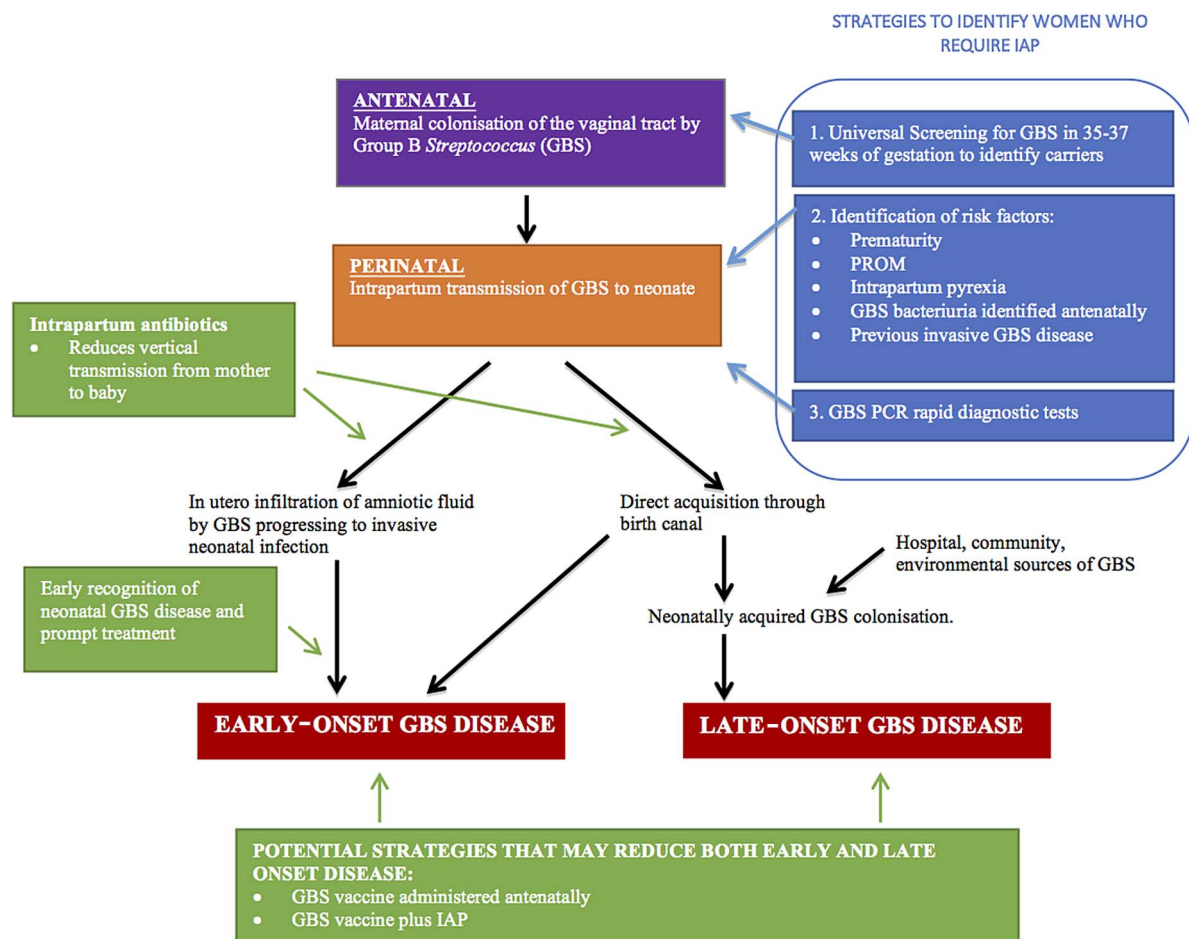 STRATEGIES TO IDENTIFY WOMEN WHO
REQUIRE IAP
ANTENATAL
Maternal colonisation of the vaginal tract by
Group B Streptococcus (GBS)
1. Universal Screening for GBS in 35-37
weeks of gestation to identify carriers
2. Identification of risk factors:
• Prematurity
• PROM
• Intrapartum pyrexia
• GBS bacteriuria identified antenatally
• Previous invasive GBS disease
3. GBS PCR rapid diagnostic tests
PERINATAL
Intrapartum transmission of GBS to neonate
Intrapartum antibiotics
• Reduces vertical
transmission from mother
to baby
In utero infiltration of amniotic fluid
by GBS progressing to invasive
neonatal infection
Direct acquisition through
birth canal
Hospital, community,
environmental sources of GBS
Early recognition of
neonatal GBS disease and
prompt treatment
Neonatally acquired GBS colonisation.
EARLY-ONSET GBS DISEASE
LATE-ONSET GBS DISEASE
POTENTIAL STRATEGIES THAT MAY REDUCE BOTH EARLY AND LATE
ONSET DISEASE:
• GBS vaccine administered antenatally
• GBS vaccine plus IAP